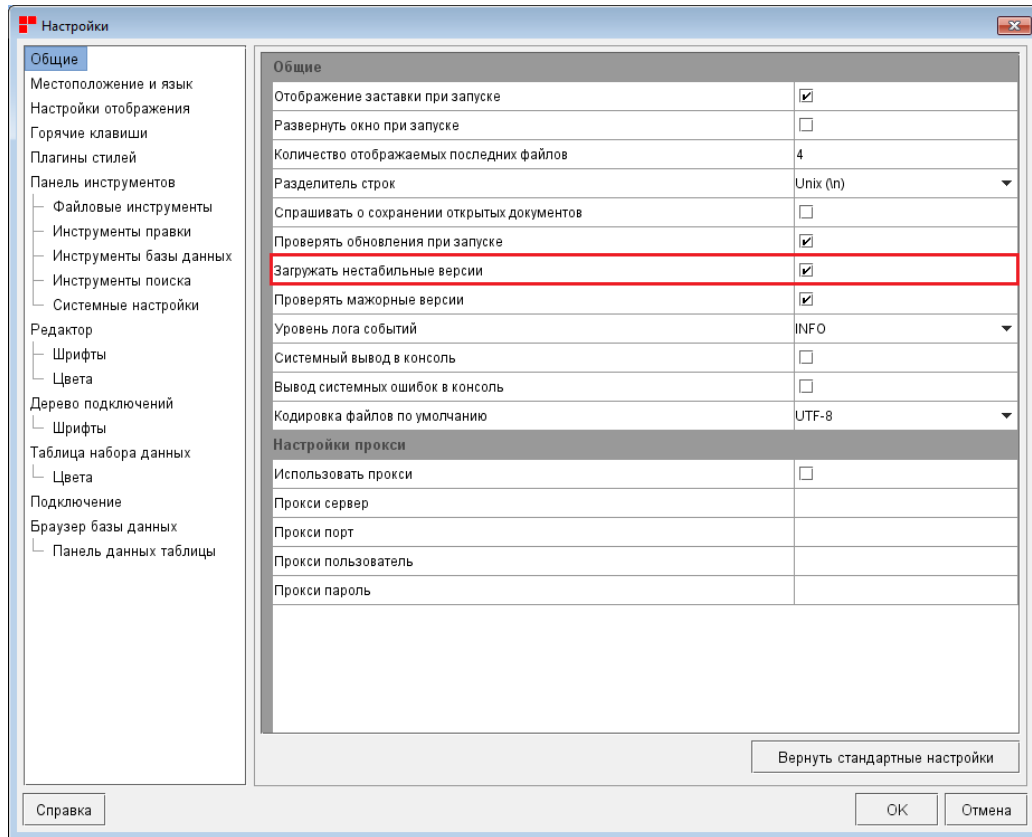 Настройки
Общие
Местоположение и язык
Настройки отображения
Горячие клавиши
Плагины стилей
Панель инструментов
Файловые инструменты
Инструменты правки
Инструменты базы данных
Инструменты поиска
Системные настройки
Редактор
Шрифты
Цвета
Дерево подключений
Шрифты
Таблица набора данных
Цвета
Подключение
Браузер базы данных
Панель данных таблицы
Общие
Отображение заставки при запуске
Развернуть окно при запуске
Количество отображаемых последних файлов 4
Разделитель строк Unix (\n)
Спрашивать о сохранении открытых документов
Проверять обновления при запуске
Загружать нестабильные версии
Проверять мажорные версии
Уровень лога событий INFO
Системный вывод в консоль
Вывод системных ошибок в консоль
Кодировка файлов по умолчанию UTF-8
Настройки прокси
Использовать прокси
Прокси сервер
Прокси порт
Прокси пользователь
Прокси пароль
Вернуть стандартные настройки
Справка OK Отмена